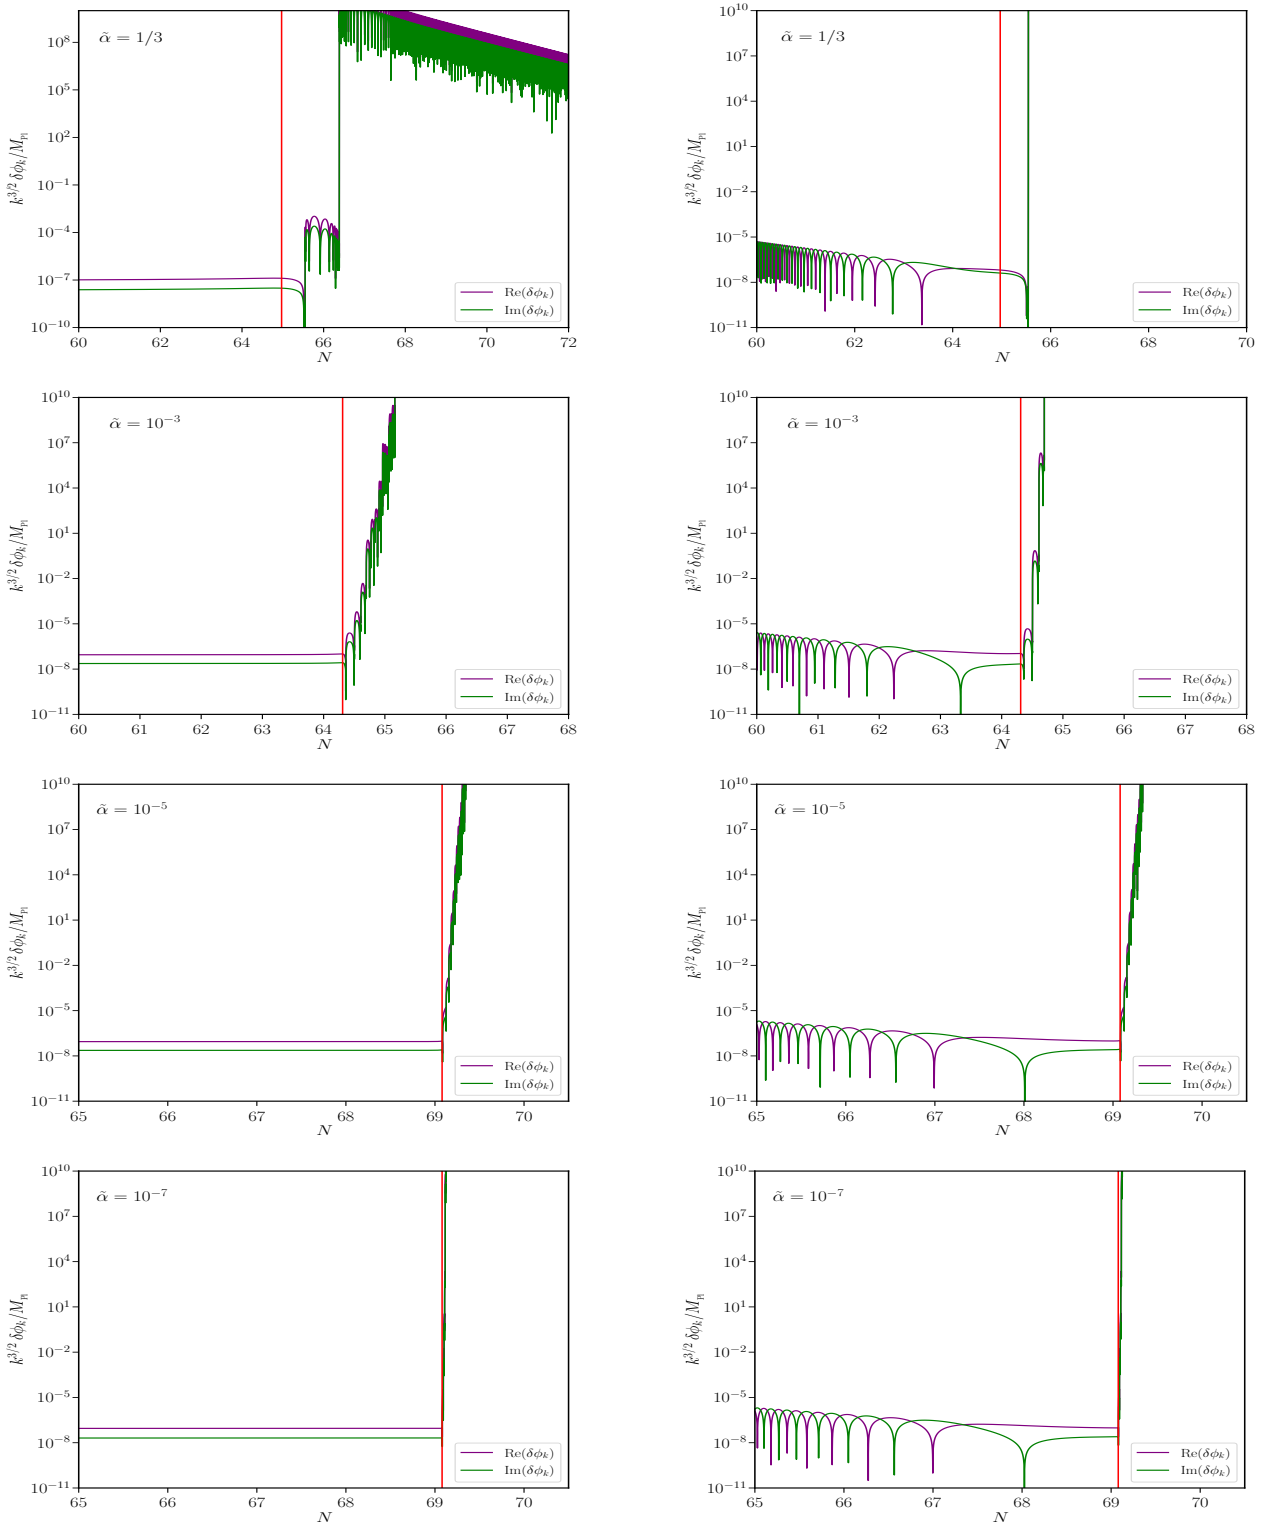 α̃ = 1/3
k^{3/2} δϕ_k/M_Pl
10^8
10^5
10^2
10^{−1}
10^{−4}
10^{−7}
10^{−10}
Re(δϕ_k)
Im(δϕ_k)
60 62 64 66 68 70 72
N
α̃ = 1/3
k^{3/2} δϕ_k/M_Pl
10^{10}
10^7
10^4
10^1
10^{−2}
10^{−5}
10^{−8}
10^{−11}
Re(δϕ_k)
Im(δϕ_k)
60 62 64 66 68 70
N
α̃ = 10^{−3}
k^{3/2} δϕ_k/M_Pl
10^{10}
10^7
10^4
10^1
10^{−2}
10^{−5}
10^{−8}
10^{−11}
Re(δϕ_k)
Im(δϕ_k)
60 61 62 63 64 65 66 67 68
N
α̃ = 10^{−3}
k^{3/2} δϕ_k/M_Pl
10^{10}
10^7
10^4
10^1
10^{−2}
10^{−5}
10^{−8}
10^{−11}
Re(δϕ_k)
Im(δϕ_k)
60 61 62 63 64 65 66 67 68
N
α̃ = 10^{−5}
k^{3/2} δϕ_k/M_Pl
10^{10}
10^7
10^4
10^1
10^{−2}
10^{−5}
10^{−8}
10^{−11}
Re(δϕ_k)
Im(δϕ_k)
65 66 67 68 69 70
N
α̃ = 10^{−5}
k^{3/2} δϕ_k/M_Pl
10^{10}
10^7
10^4
10^1
10^{−2}
10^{−5}
10^{−8}
10^{−11}
Re(δϕ_k)
Im(δϕ_k)
65 66 67 68 69 70
N
α̃ = 10^{−7}
k^{3/2} δϕ_k/M_Pl
10^{10}
10^7
10^4
10^1
10^{−2}
10^{−5}
10^{−8}
10^{−11}
Re(δϕ_k)
Im(δϕ_k)
65 66 67 68 69 70
N
α̃ = 10^{−7}
k^{3/2} δϕ_k/M_Pl
10^{10}
10^7
10^4
10^1
10^{−2}
10^{−5}
10^{−8}
10^{−11}
Re(δϕ_k)
Im(δϕ_k)
65 66 67 68 69 70
N